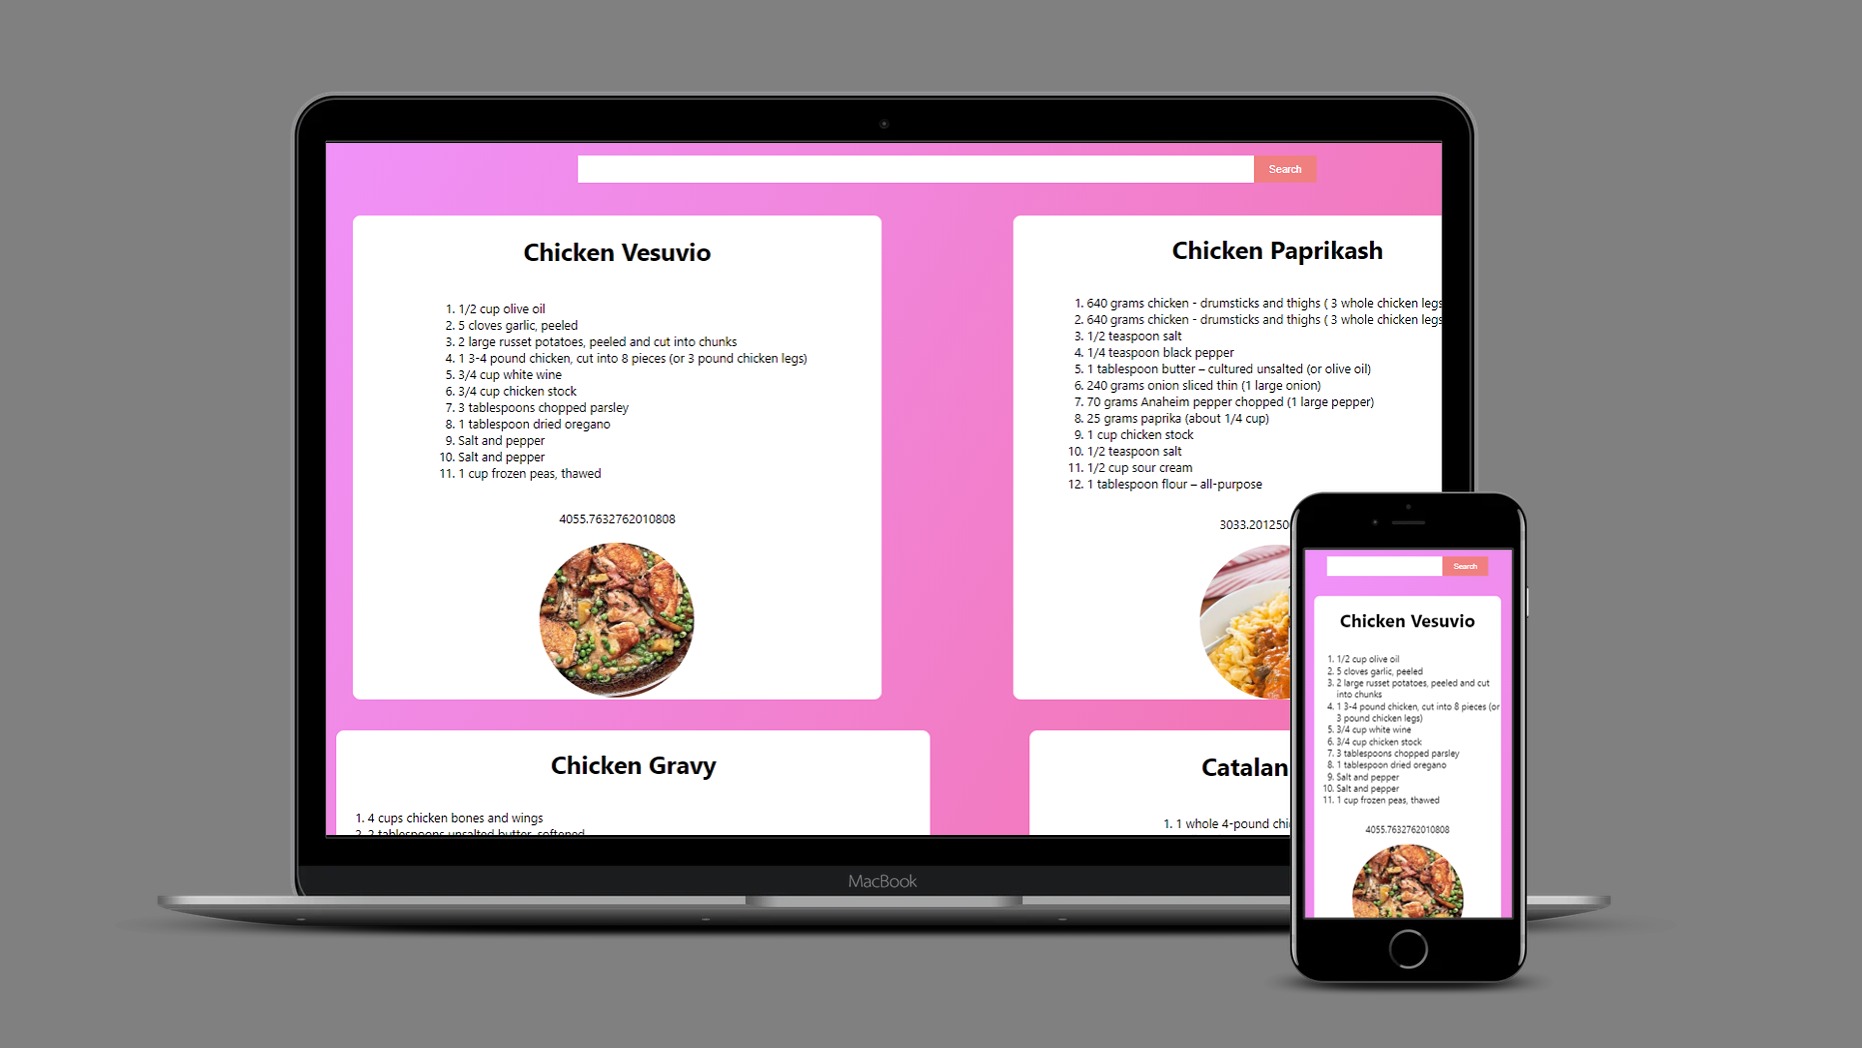 Search
Chicken Vesuvio
1. 1/2 cup olive oil
2. 5 cloves garlic, peeled
3. 2 large russet potatoes, peeled and cut into chunks
4. 1 3-4 pound chicken, cut into 8 pieces (or 3 pound chicken legs)
5. 3/4 cup white wine
6. 3/4 cup chicken stock
7. 3 tablespoons chopped parsley
8. 1 tablespoon dried oregano
9. Salt and pepper
10. Salt and pepper
11. 1 cup frozen peas, thawed
4055.7632762010808
Chicken Paprikash
1. 640 grams chicken - drumsticks and thighs ( 3 whole chicken legs
2. 640 grams chicken - drumsticks and thighs ( 3 whole chicken legs
3. 1/2 teaspoon salt
4. 1/4 teaspoon black pepper
5. 1 tablespoon butter – cultured unsalted (or olive oil)
6. 240 grams onion sliced thin (1 large onion)
7. 70 grams Anaheim pepper chopped (1 large pepper)
8. 25 grams paprika (about 1/4 cup)
9. 1 cup chicken stock
10. 1/2 teaspoon salt
11. 1/2 cup sour cream
12. 1 tablespoon flour – all-purpose
3033.201250
Chicken Gravy
1. 4 cups chicken bones and wings
2. 2 tablespoons unsalted butter, softened
Catalan
1. 1 whole 4-pound chi
MacBook
Search
Chicken Vesuvio
1. 1/2 cup olive oil
2. 5 cloves garlic, peeled
3. 2 large russet potatoes, peeled and cut
into chunks
4. 1 3-4 pound chicken, cut into 8 pieces (or
3 pound chicken legs)
5. 3/4 cup white wine
6. 3/4 cup chicken stock
7. 3 tablespoons chopped parsley
8. 1 tablespoon dried oregano
9. Salt and pepper
10. Salt and pepper
11. 1 cup frozen peas, thawed
4055.7632762010808